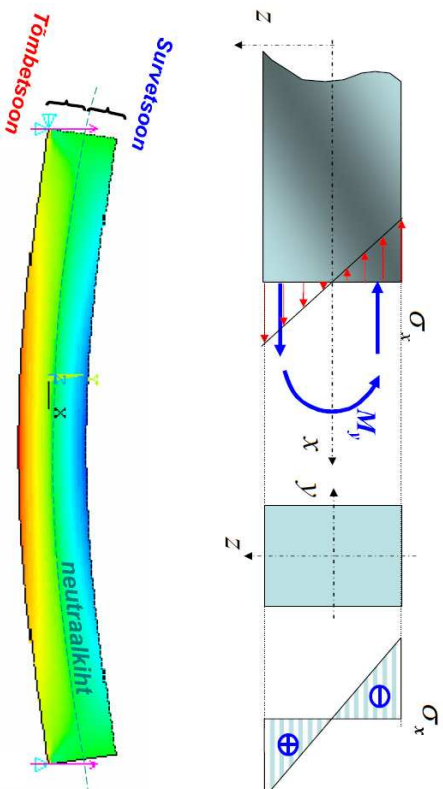 Survetsoon
Tõmbetsoon
neutraalkiht
Y
X
z
σx
My
x
y
z
σx
⊖
⊕